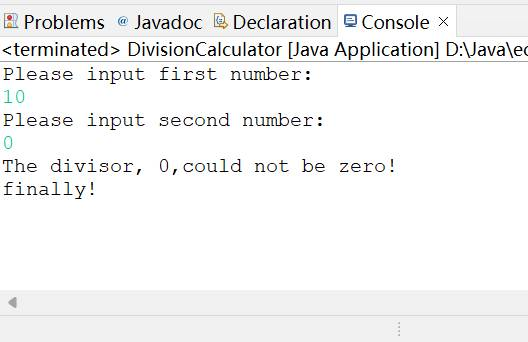 Problems Javadoc Declaration Console
<terminated> DivisionCalculator [Java Application] D:\Java\ec
Please input first number:
10
Please input second number:
0
The divisor, 0,could not be zero!
finally!